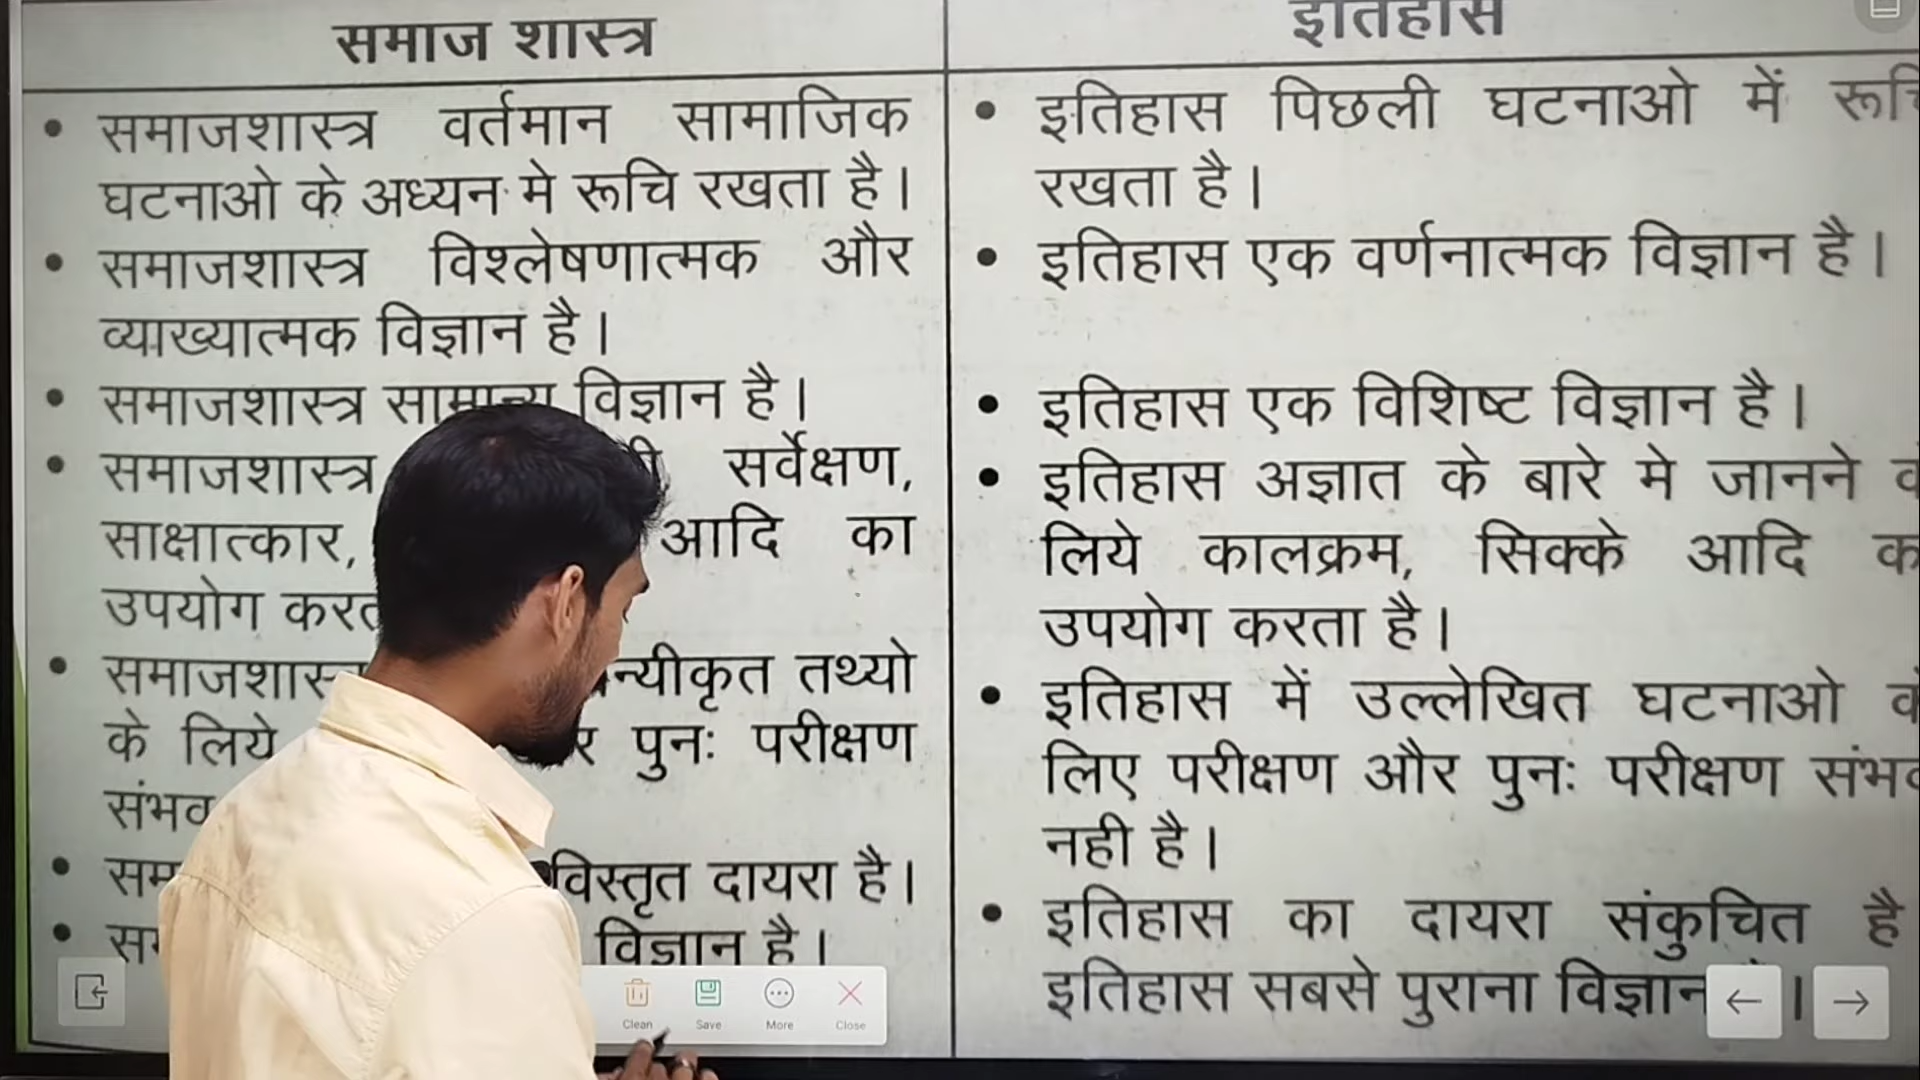 समाज शास्त्र
समाजशास्त्र वर्तमान सामाजिक
घटनाओ के अध्यन मे रूचि रखता है।
समाजशास्त्र विश्लेषणात्मक और
व्याख्यात्मक विज्ञान है।
समाजशास्त्र सामान्य विज्ञान है।
समाजशास्त्र सर्वेक्षण,
साक्षात्कार, आदि का
उपयोग
समाजशास्त्र तथ्यो
के लिये पुनः परीक्षण
विस्तृत दायरा है।
विज्ञान है।
इतिहास
इतिहास पिछली घटनाओ में
रखता है।
इतिहास एक वर्णनात्मक विज्ञान है।
इतिहास एक विशिष्ट विज्ञान है।
इतिहास अज्ञात के बारे मे जानने
लिये कालक्रम, सिक्के आदि
उपयोग करता है।
इतिहास में उल्लेखित घटनाओ
लिए परीक्षण और पुनः परीक्षण
नही है।
इतिहास का दायरा संकुचित है
इतिहास सबसे पुराना विज्ञान
Clean Save More Close